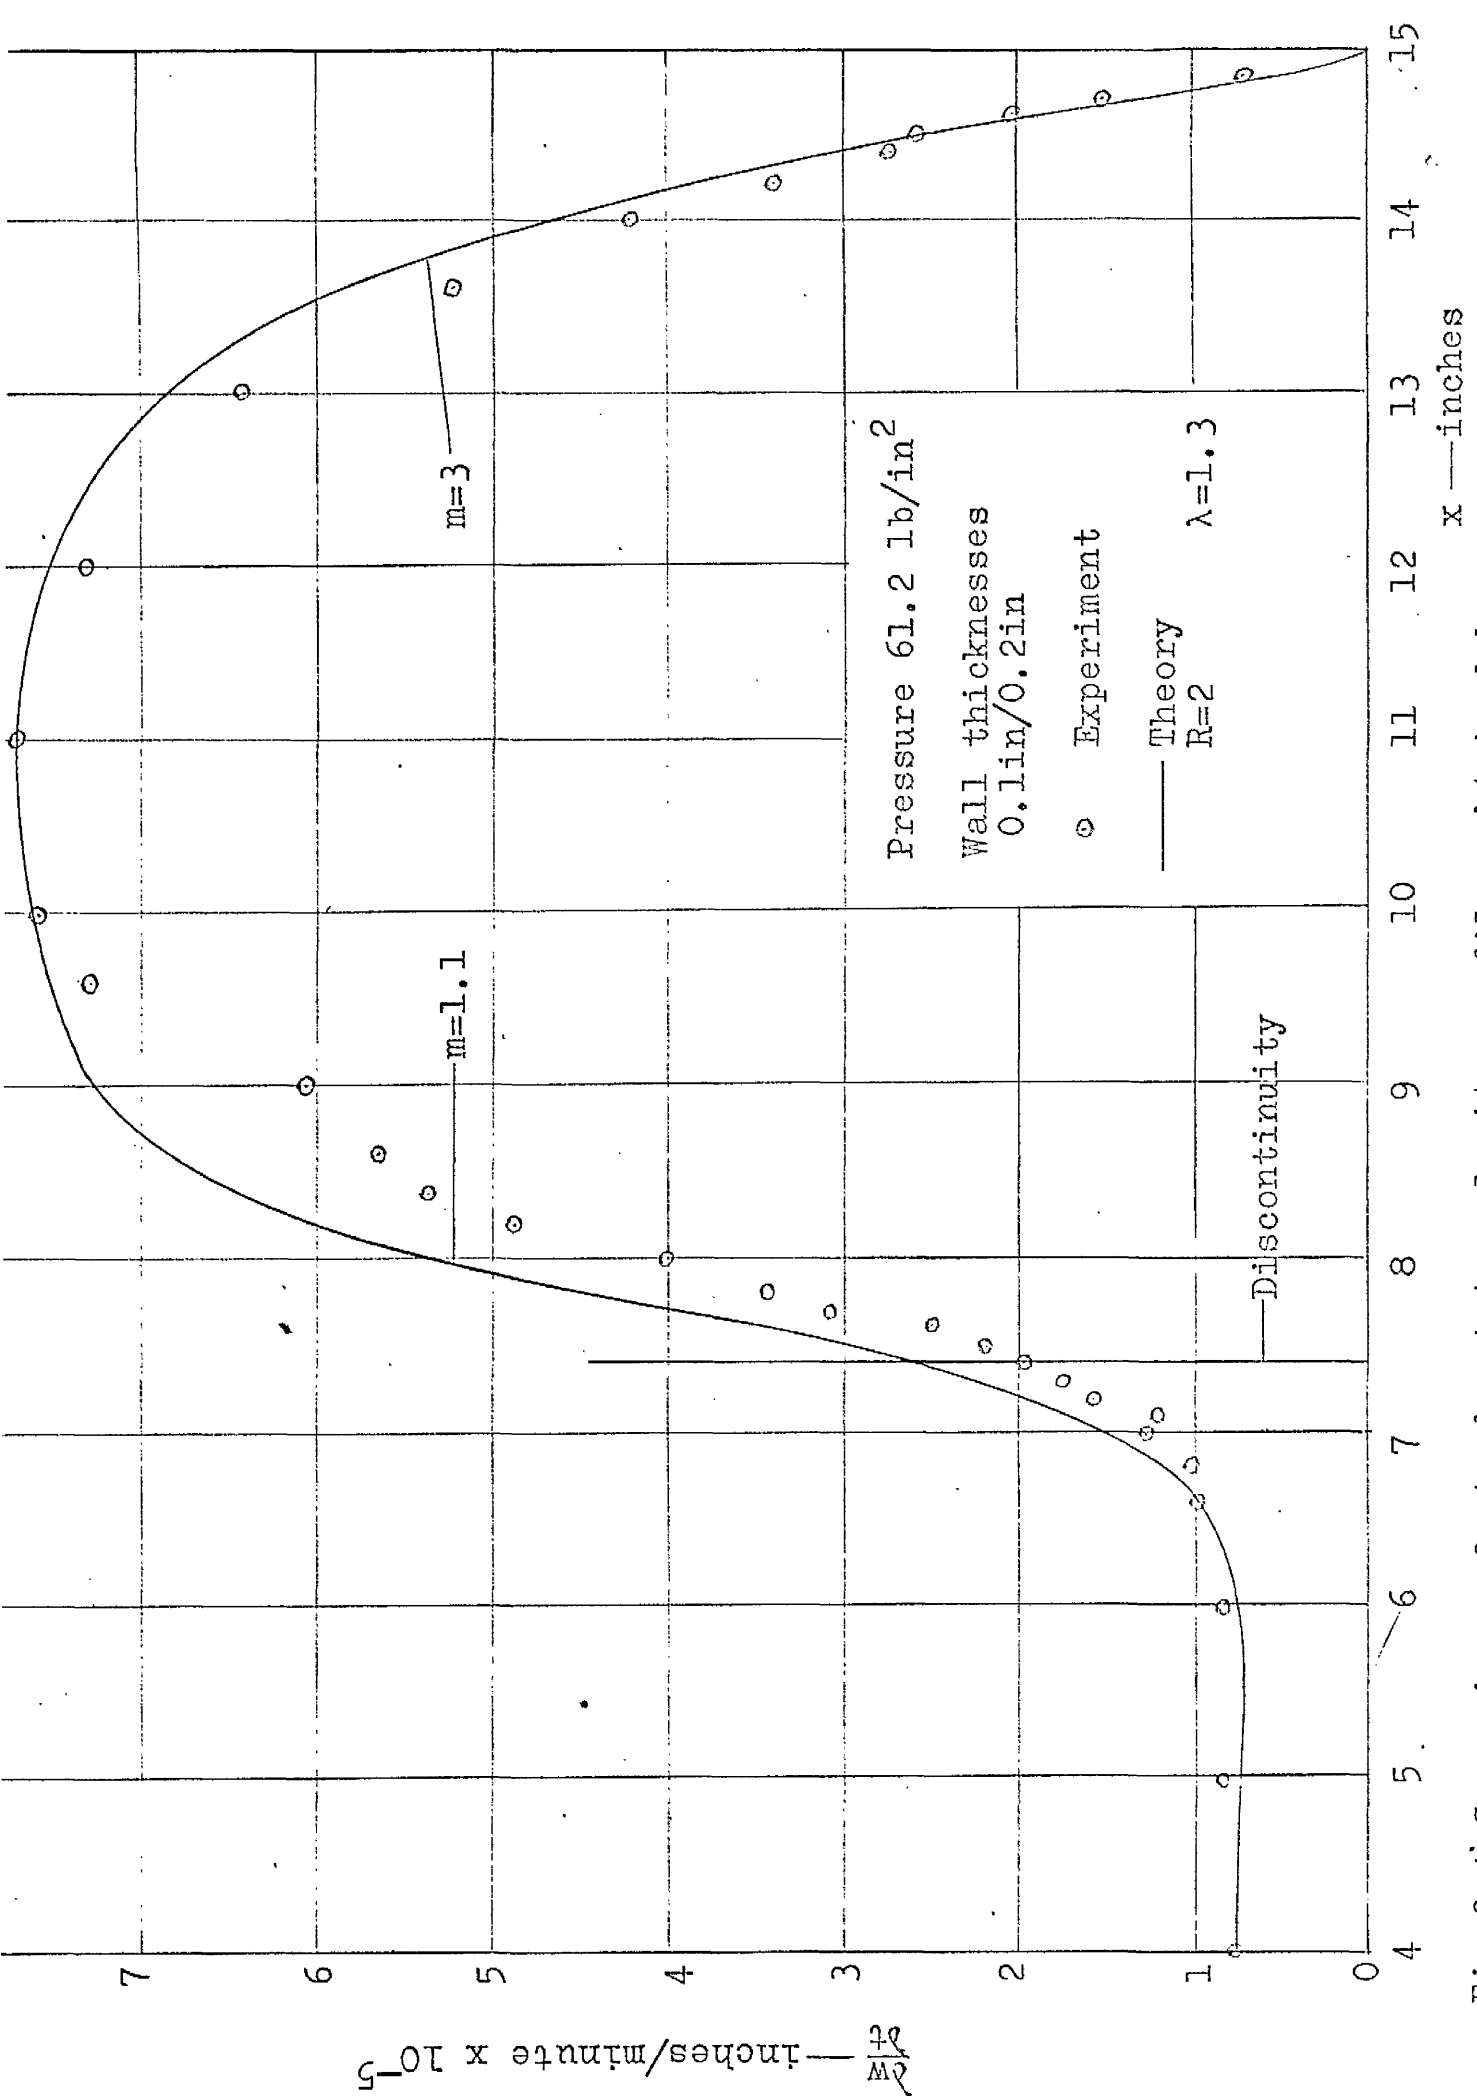 7
6
5
4
3
2
1
0
∂w/∂t — inches/minute x 10⁻⁵
m=3
m=1.1
Pressure 61.2 lb/in²
Wall thicknesses
0.1in/0.2in
Experiment
Theory
R=2 λ=1.3
Discontinuity
4 5 6 7 8 9 10 11 12 13 14 15
x — inches